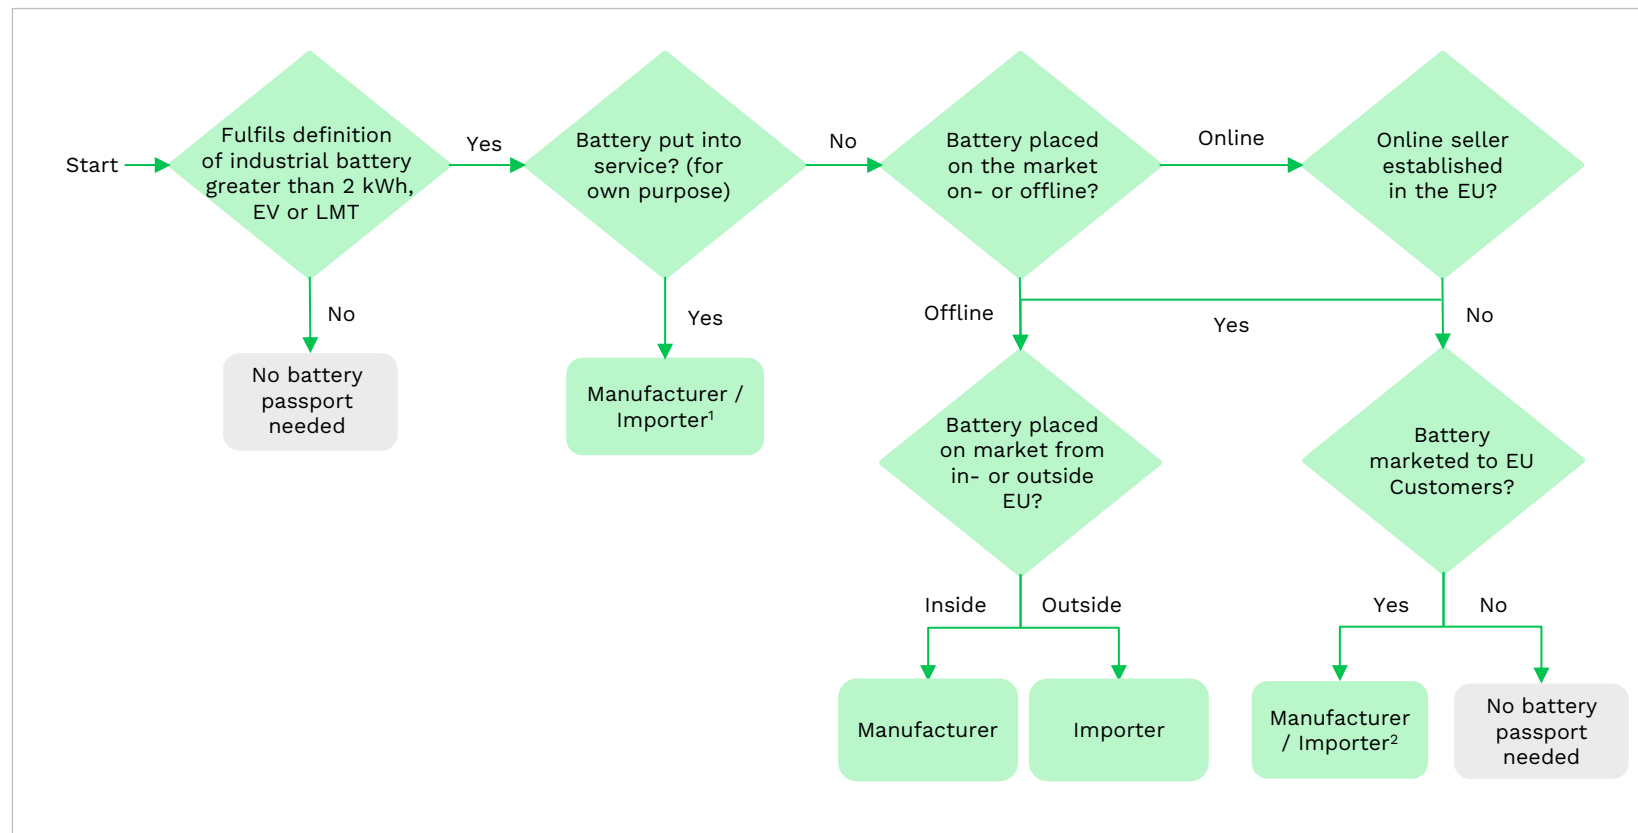 Start
Fulfils definition
of industrial battery
greater than 2 kWh,
EV or LMT
Yes
Battery put into
service? (for
own purpose)
No
Battery placed
on the market
on- or offline?
Online
Online seller
established
in the EU?
No
Yes
Offline
Yes
No
No battery
passport
needed
Manufacturer /
Importer¹
Battery placed
on market from
in- or outside
EU?
Battery
marketed to EU
Customers?
Inside
Outside
Yes
No
Manufacturer
Importer
Manufacturer
/ Importer²
No battery
passport
needed